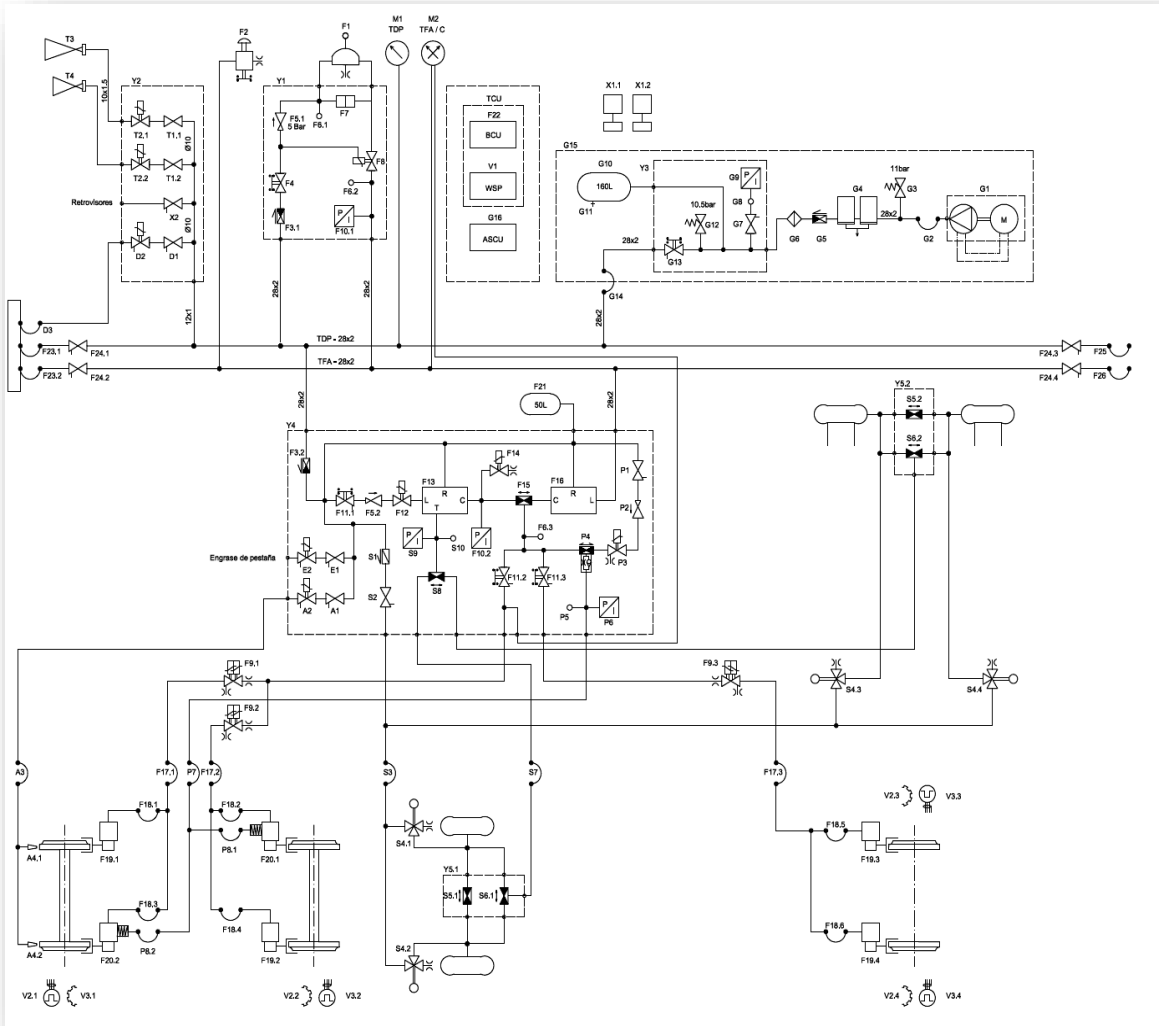 T3
T4
10x1.5
F2
F1
M1
TDP
M2
TFA / C
Y2
T2.1
T1.1
Ø10
T2.2
T1.2
Retrovisores
X2
Ø10
D2
D1
12x1
Y1
F5.1
5 Bar
F6.1
F7
F4
F8
F6.2
F3.1
P
I
F10.1
28x2
28x2
TCU
F22
BCU
V1
WSP
G16
ASCU
X1.1
X1.2
G15
G10
160L
G11
Y3
G9
P
I
G8
G7
10.5bar
G12
G13
28x2
G14
28x2
G6
G5
G4
28x2
11bar
G3
G2
G1
M
D3
F23.1
F24.1
F23.2
F24.2
TDP - 28x2
TFA - 28x2
F24.3
F25
F24.4
F26
28x2
F21
50L
28x2
Y5.2
S5.2
S6.2
Y4
F3.2
F11.1
F5.2
F12
F13
R
L
C
T
F14
F15
F16
R
C
L
P1
P2
P
I
S9
S10
P
I
F10.2
F6.3
P4
X9
P3
Engrase de pestaña
E2
E1
S1
S8
F11.2
F11.3
A2
A1
S2
P5
P
I
P6
F9.1
F9.2
F9.3
S4.3
S4.4
A3
F17.1
P7
F17.2
S3
S7
F17.3
F18.1
F18.2
F19.1
P8.1
F20.1
A4.1
F18.3
F18.4
P8.2
F20.2
F19.2
A4.2
V2.1
V3.1
V2.2
V3.2
S4.1
Y5.1
S5.1
S6.1
S4.2
V2.3
V3.3
F18.5
F19.3
F18.6
F19.4
V2.4
V3.4